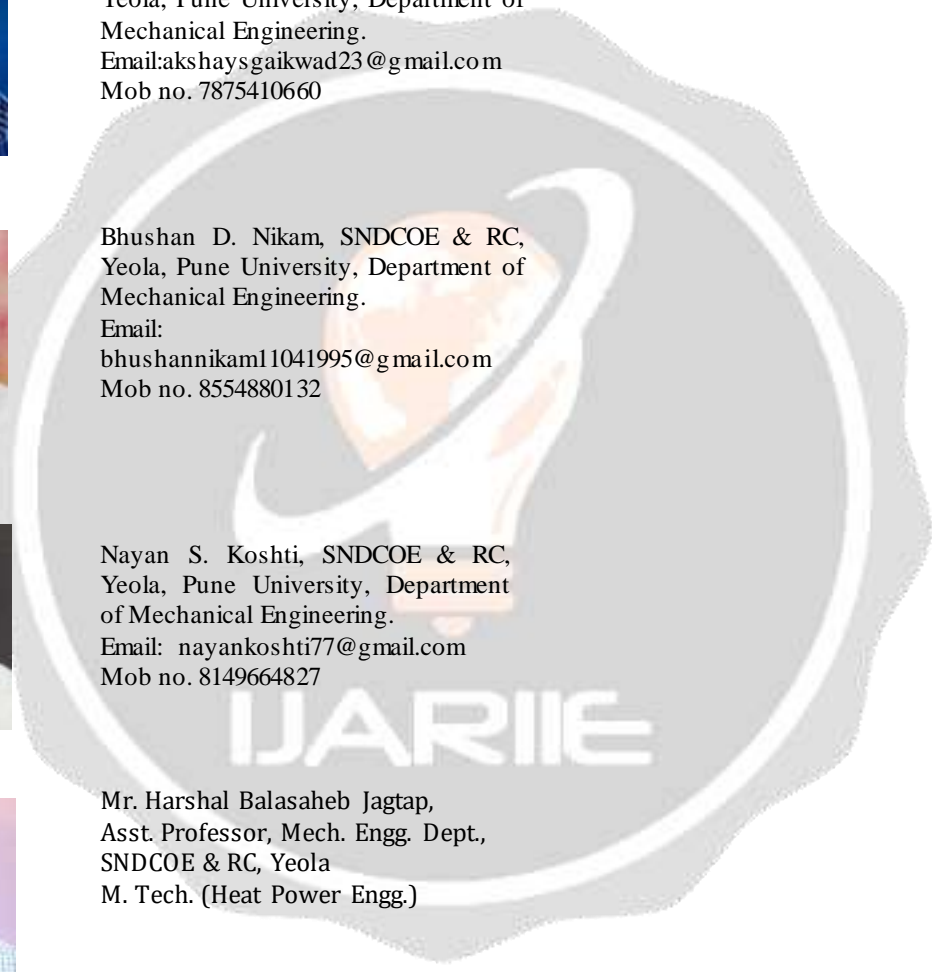 Yeola, Pune University, Department of
Mechanical Engineering.
Email:akshaysgaikwad23@gmail.com
Mob no. 7875410660
Bhushan D. Nikam, SNDCOE & RC,
Yeola, Pune University, Department of
Mechanical Engineering.
Email:
bhushannikam11041995@gmail.com
Mob no. 8554880132
Nayan S. Koshti, SNDCOE & RC,
Yeola, Pune University, Department
of Mechanical Engineering.
Email: nayankoshti77@gmail.com
Mob no. 8149664827
IJARIIE
Mr. Harshal Balasaheb Jagtap,
Asst. Professor, Mech. Engg. Dept.,
SNDCOE & RC, Yeola
M. Tech. (Heat Power Engg.)